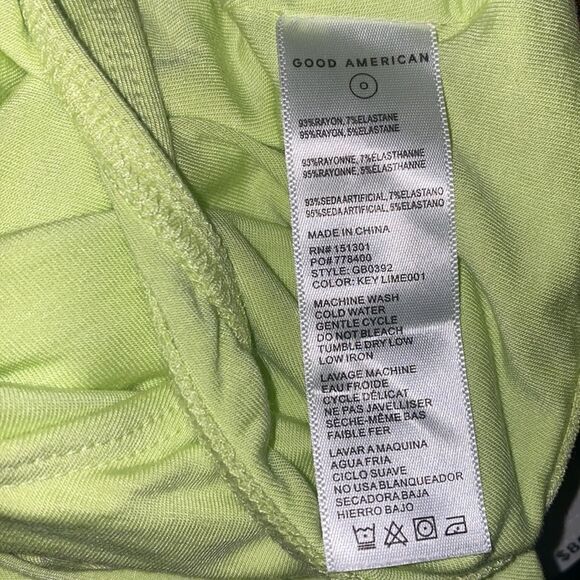 GOOD AMERICAN
0
93%RAYON, 7%ELASTANE
95%RAYON, 5%ELASTANE
93%RAYONNE, 7%ELASTHANNE
95%RAYONNE, 5%ELASTHANNE
93%SEDAARTIFICIAL, 7%ELASTANO
95%SEDAARTIFICIAL, 5%ELASTANO
MADE IN CHINA
RN# 151301
PO# 778400
STYLE: GB0392
COLOR: KEY LIME001
MACHINE WASH
COLD WATER
GENTLE CYCLE
DO NOT BLEACH
TUMBLE DRY LOW
LOW IRON
LAVAGE MACHINE
EAU FROIDE
CYCLE DÉLICAT
NE PAS JAVELLISER
SÈCHE-MÊME BAS
FAIBLE FER
LAVAR A MAQUINA
AGUA FRIA
CICLO SUAVE
NO USA BLANQUEADOR
SECADORA BAJA
HIERRO BAJO